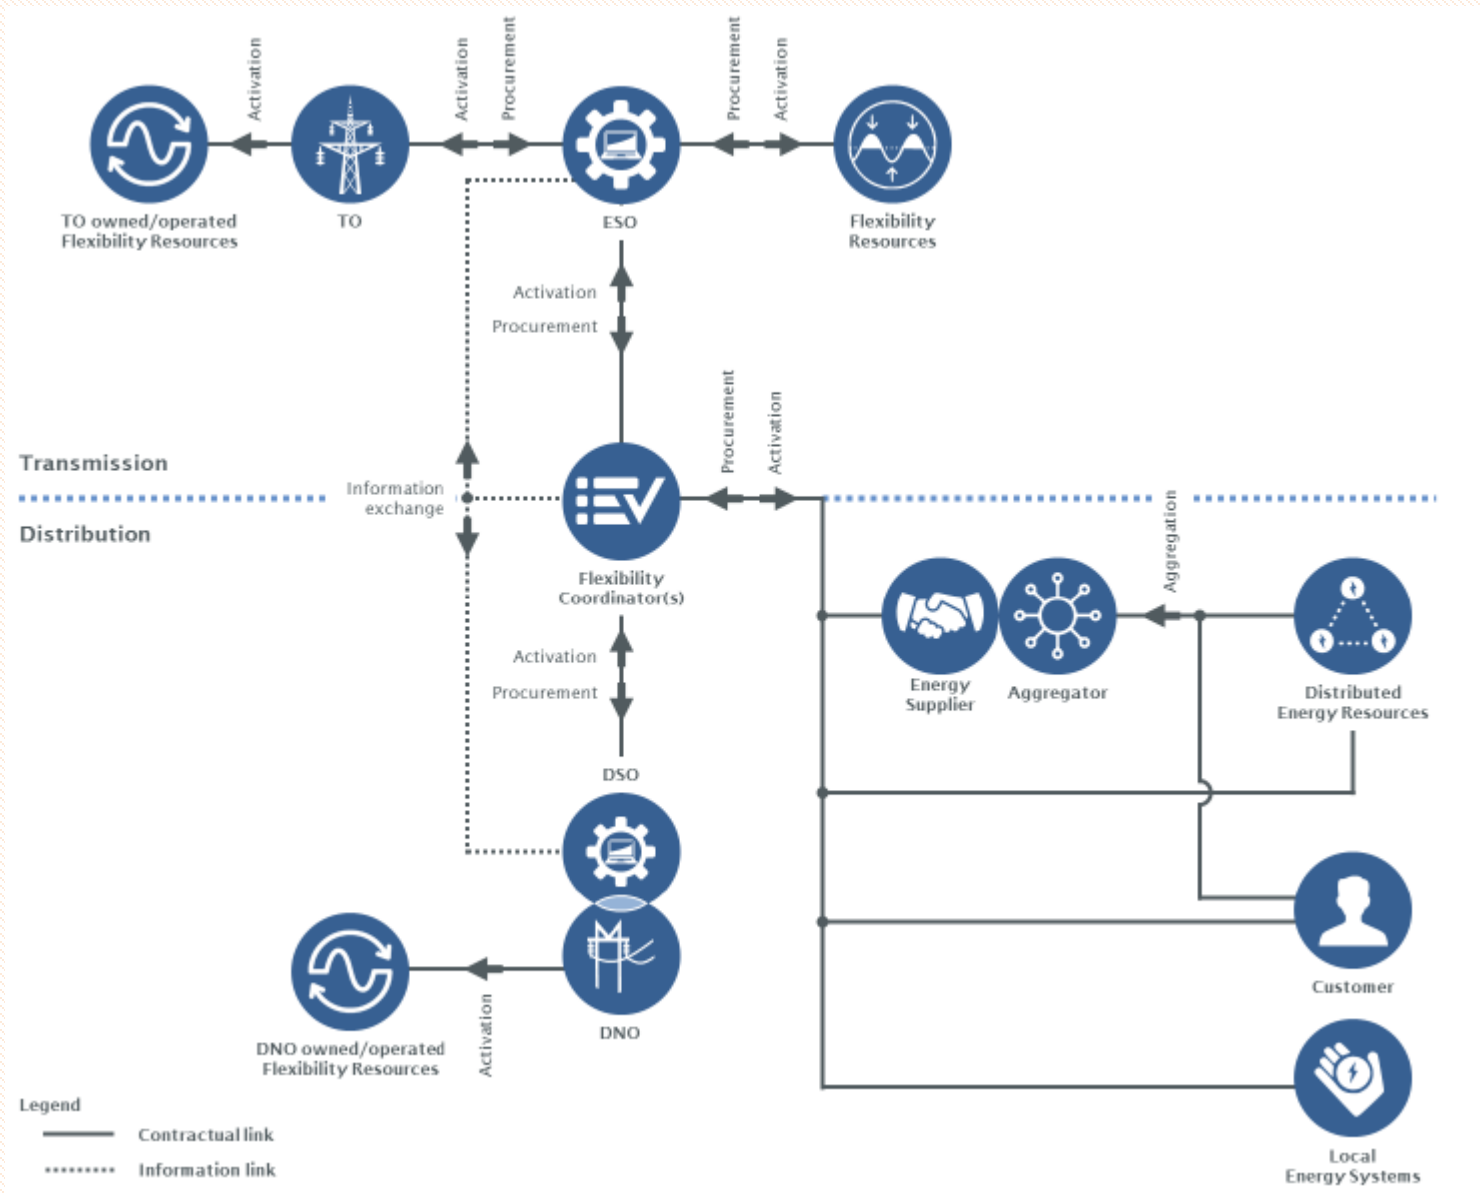 Activation
Activation
Procurement
Procurement
Activation
TO owned/operated
Flexibility Resources
TO
ESO
Flexibility
Resources
Activation
Procurement
Procurement
Activation
Transmission
Information
exchange
Distribution
Aggregation
Flexibility
Coordinator(s)
Activation
Procurement
Energy
Supplier
Aggregator
Distributed
Energy Resources
DSO
Customer
DNO
Activation
DNO owned/operated
Flexibility Resources
Legend
Contractual link
Information link
Local
Energy Systems